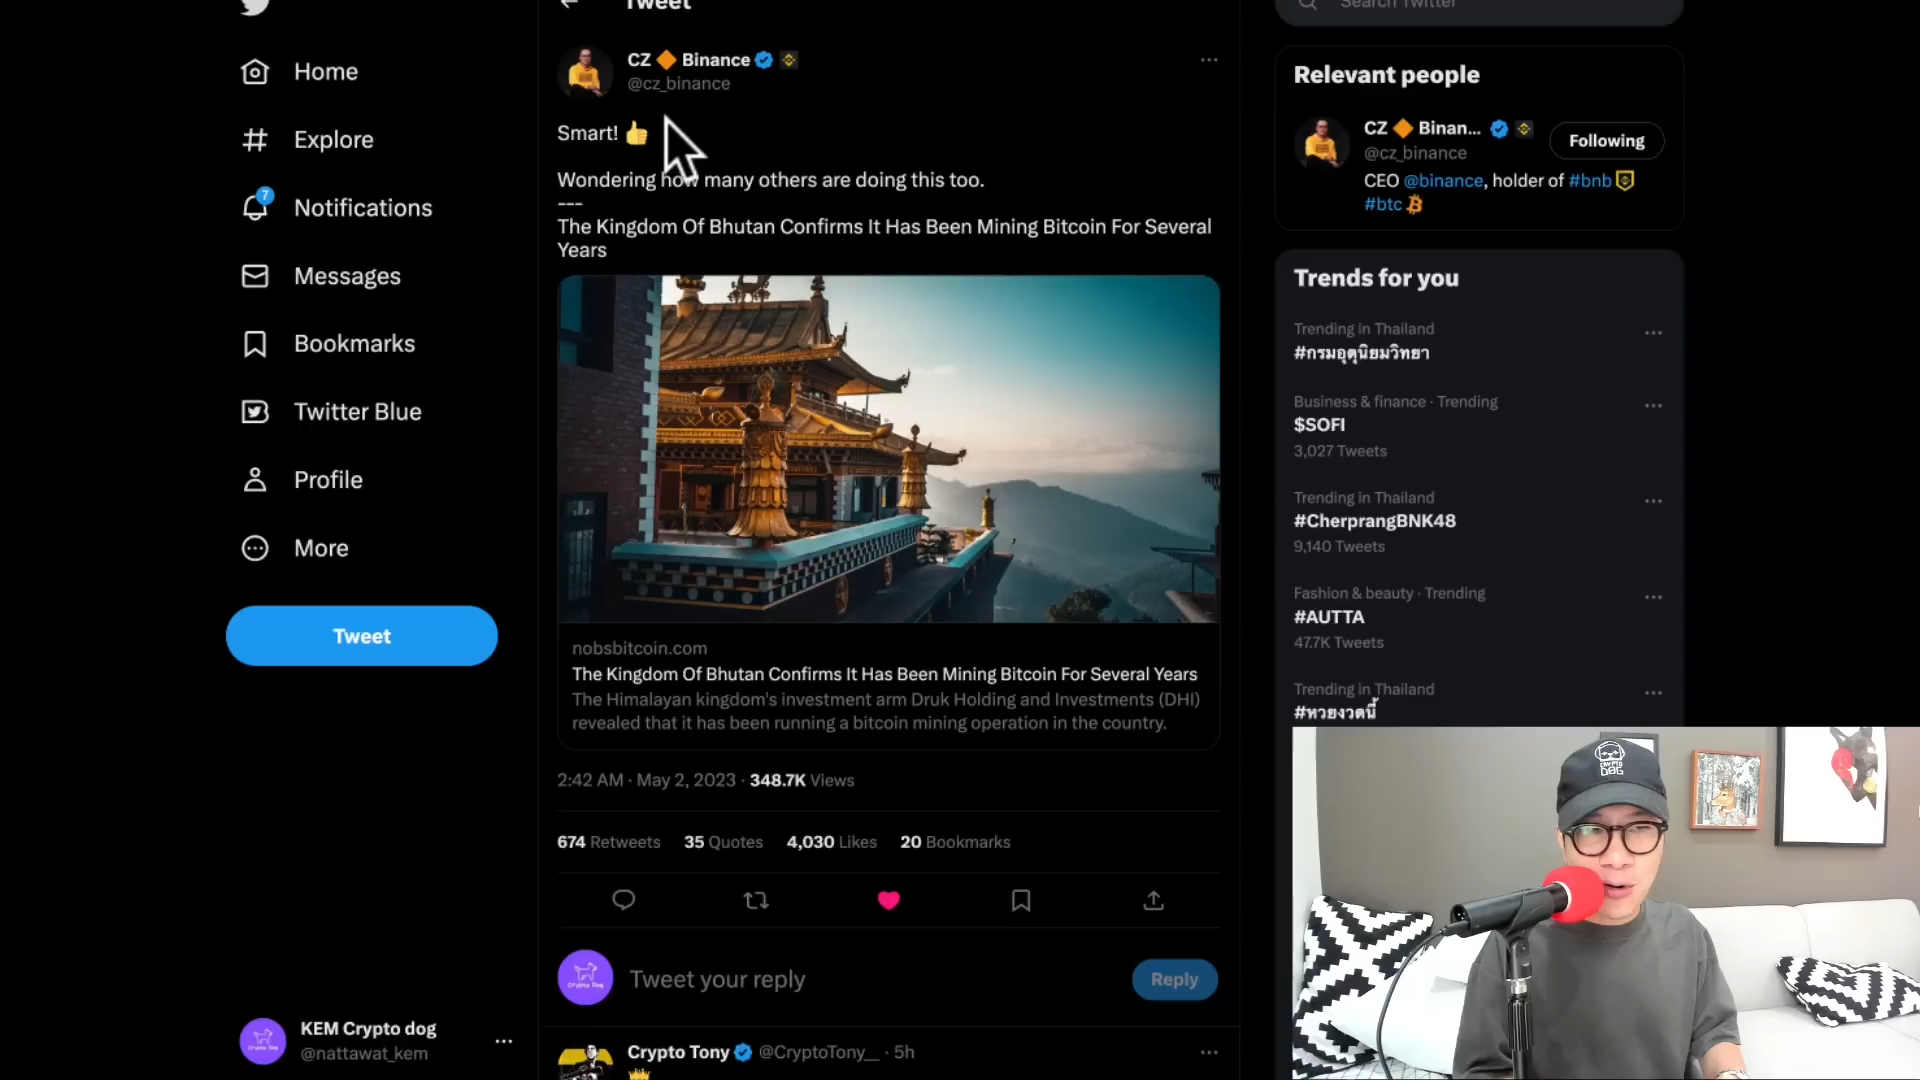 Tweet
Search Twitter
Home
Explore
7
Notifications
Messages
Bookmarks
Twitter Blue
Profile
More
Tweet
KEM Crypto dog
@nattawat_kem
CZ 🔶 Binance
@cz_binance
Smart! 👍
Wondering how many others are doing this too.
---
The Kingdom Of Bhutan Confirms It Has Been Mining Bitcoin For Several
Years
nobsbitcoin.com
The Kingdom Of Bhutan Confirms It Has Been Mining Bitcoin For Several Years
The Himalayan kingdom's investment arm Druk Holding and Investments (DHI)
revealed that it has been running a bitcoin mining operation in the country.
2:42 AM · May 2, 2023 · 348.7K Views
674 Retweets 35 Quotes 4,030 Likes 20 Bookmarks
Crypto Dog
Tweet your reply
Reply
Crypto Tony @CryptoTony__ · 5h
Relevant people
CZ 🔶 Binan...
@cz_binance
Following
CEO @binance, holder of #bnb
#btc
Trends for you
Trending in Thailand
#กรมอุตุนิยมวิทยา
Business & finance · Trending
$SOFI
3,027 Tweets
Trending in Thailand
#CherprangBNK48
9,140 Tweets
Fashion & beauty · Trending
#AUTTA
47.7K Tweets
Trending in Thailand
#หวยงวดนี้
CRYPTO
DOG